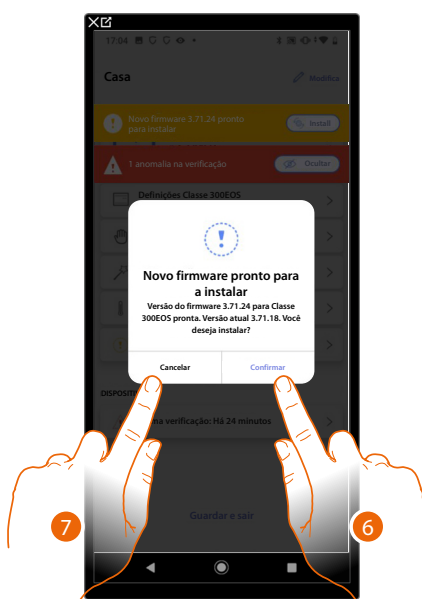 17:04
Casa
Modifica
Novo firmware 3.71.24 pronto
para instalar
Install
1 anomalia na verificação
Ocultar
Definições Classe 300EOS
Novo firmware pronto para
a instalar
Versão do firmware 3.71.24 para Classe
300EOS pronta. Versão atual 3.71.18. Você
deseja instalar?
Cancelar
Confirmar
na verificação: Há 24 minutos
7
6
Guardar e sair